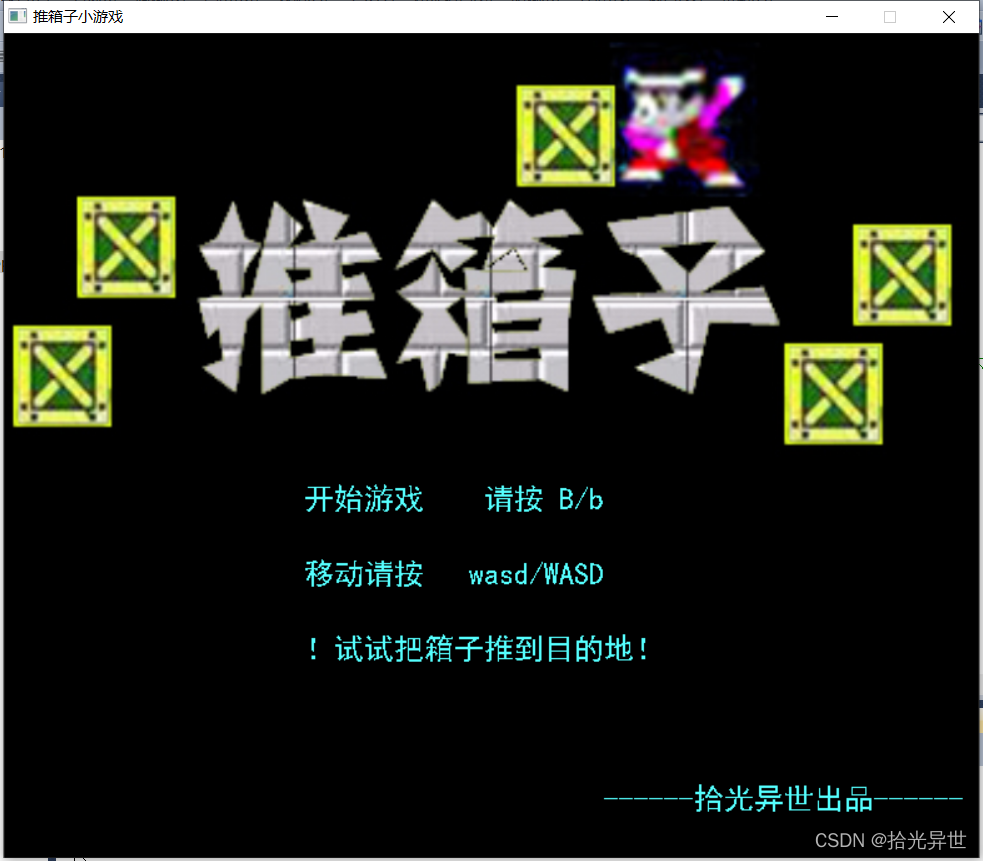 推箱子小游戏
推箱子
开始游戏 请按 B/b
移动请按 wasd/WASD
！试试把箱子推到目的地！
------拾光异世出品------
CSDN @拾光异世